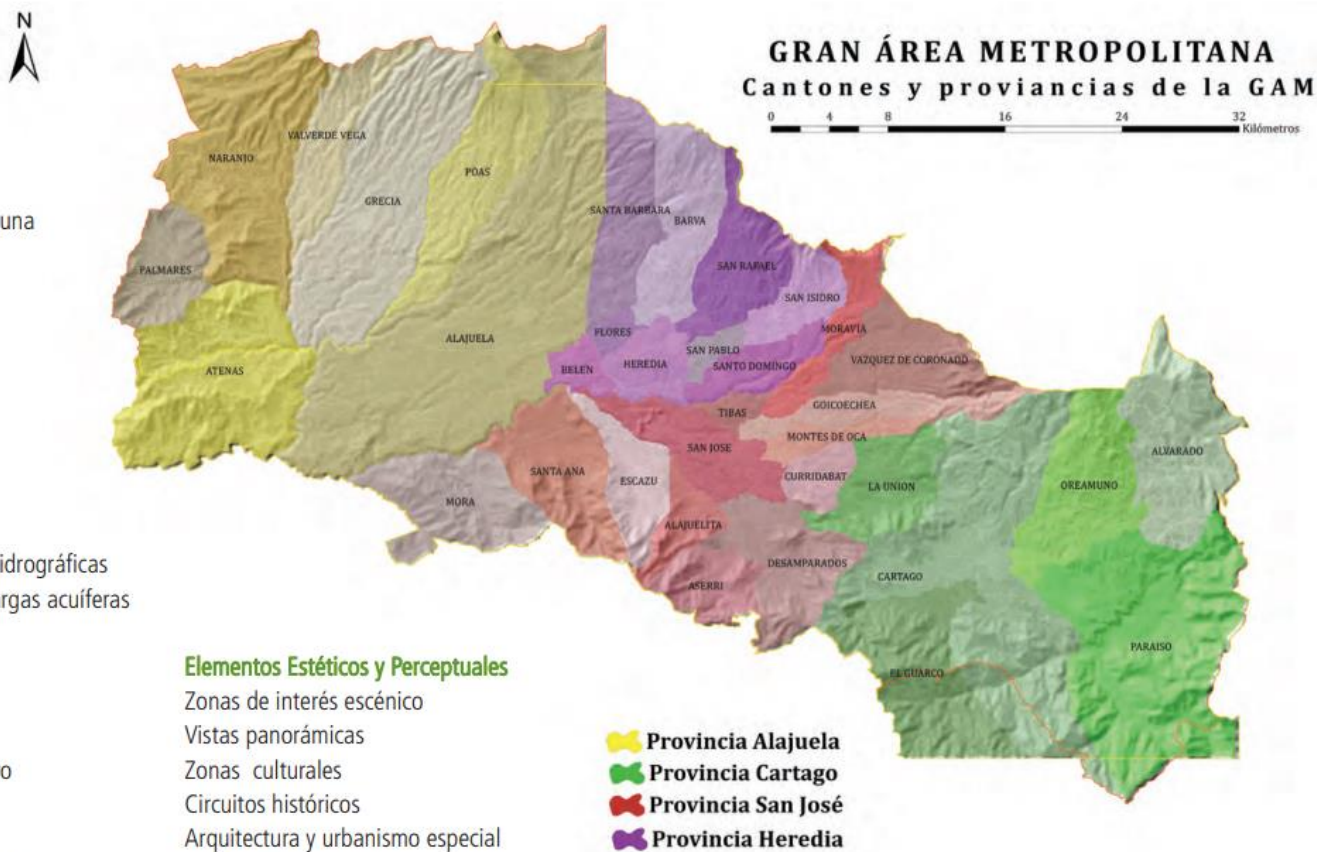 N
GRAN ÁREA METROPOLITANA
Cantones y proviancias de la GAM
0 4 8 16 24 32
Kilómetros
VALVERDE VEGA
NARANJO
POAS
GRECIA
una
SANTA BARBARA
BARVA
PALMARES
SAN RAFAEL
SAN ISIDRO
FLORES
MORAVIA
ALAJUELA
SAN PABLO
VAZQUEZ DE CORONADO
ATENAS
BELEN
HEREDIA
SANTO DOMINGO
GOICOECHEA
TIBAS
MONTES DE OCA
SAN JOSE
ALVARADO
SANTA ANA
ESCAZU
CURRIDABAT
LA UNION
OREAMUNO
MORA
ALAJUELITA
idrográficas
DESAMPARADOS
CARTAGO
ASERRI
argas acuíferas
PARAISO
EL GUARCO
Elementos Estéticos y Perceptuales
Zonas de interés escénico
Vistas panorámicas
Zonas culturales
o
Circuitos históricos
Arquitectura y urbanismo especial
Provincia Alajuela
Provincia Cartago
Provincia San José
Provincia Heredia